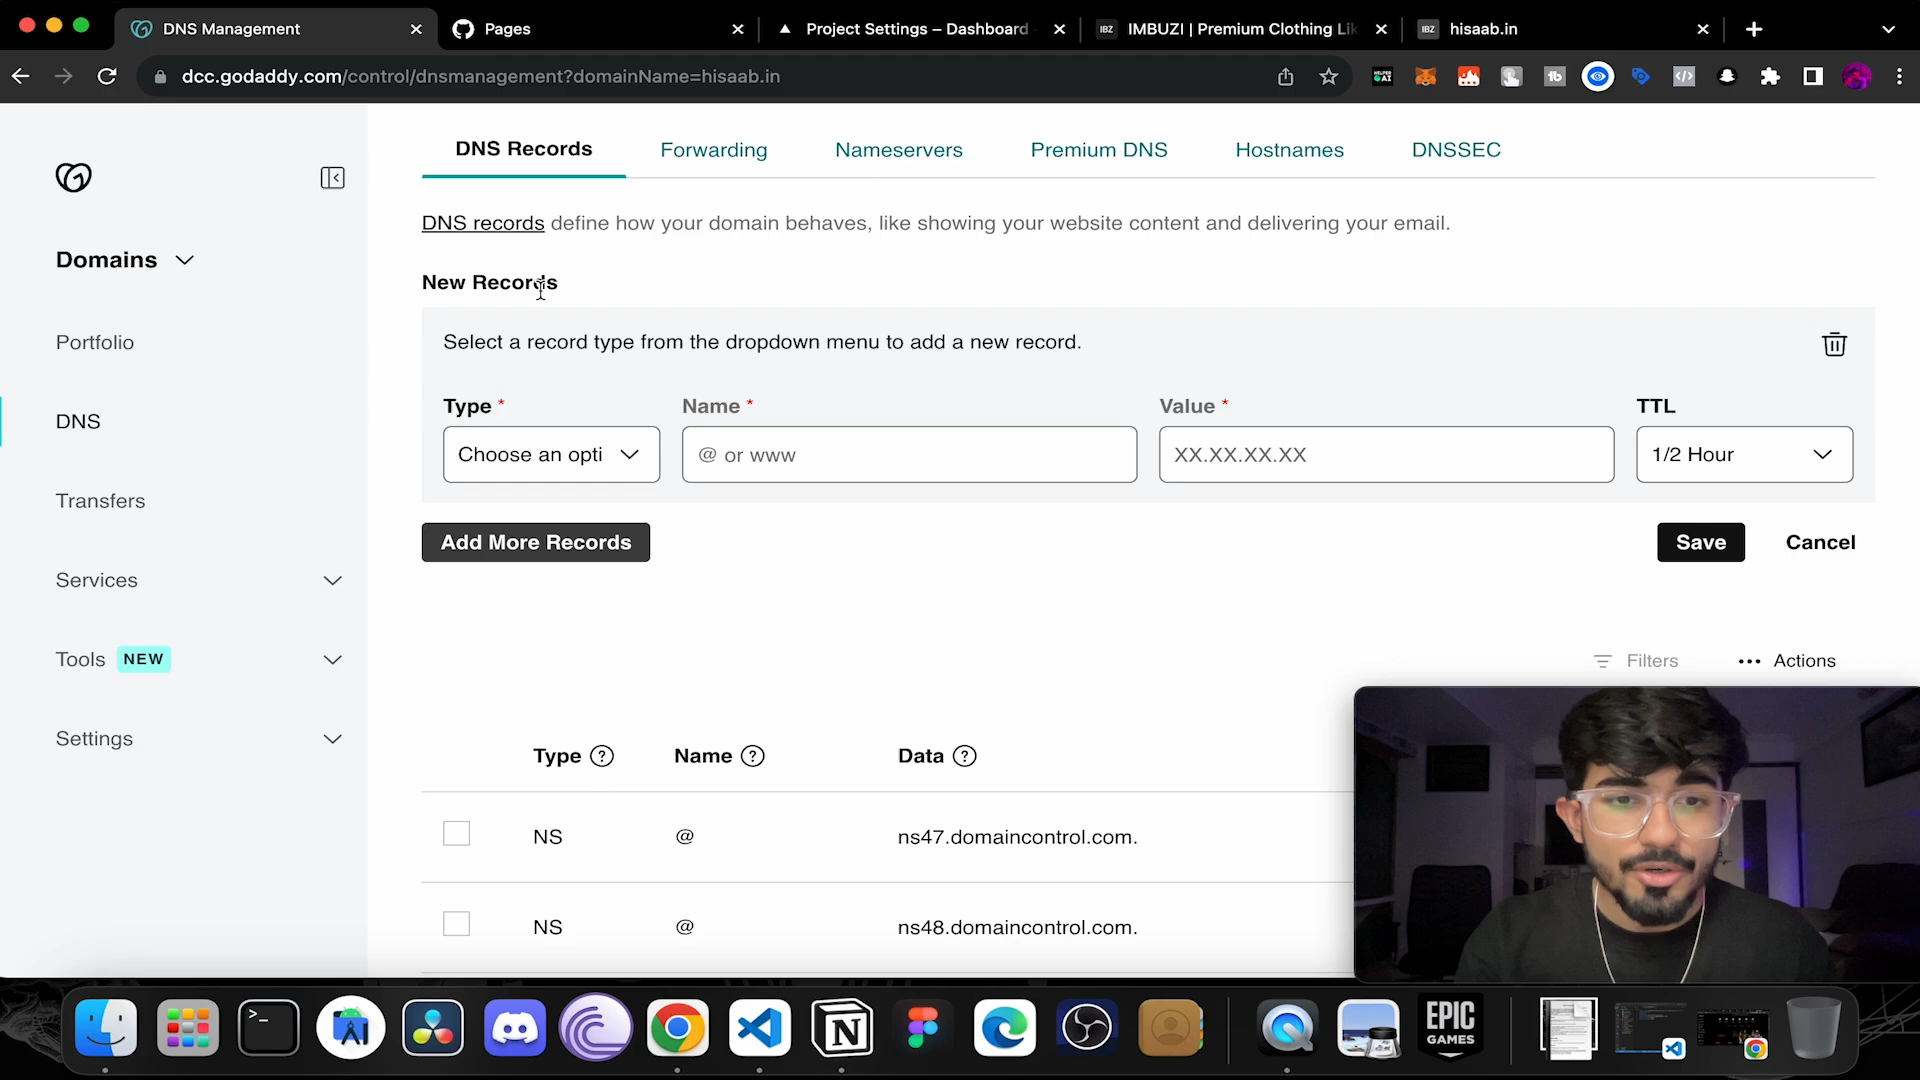 DNS Management
Pages
Project Settings – Dashboard
IBZ
IMBUZI | Premium Clothing Lik
IBZ
hisaab.in
dcc.godaddy.com/control/dnsmanagement?domainName=hisaab.in
DNS Records
Forwarding
Nameservers
Premium DNS
Hostnames
DNSSEC
DNS records define how your domain behaves, like showing your website content and delivering your email.
Domains
New Records
Portfolio
Select a record type from the dropdown menu to add a new record.
DNS
Type *
Name *
Value *
TTL
Choose an opti
@ or www
XX.XX.XX.XX
1/2 Hour
Transfers
Add More Records
Save
Cancel
Services
Tools NEW
Filters
••• Actions
Settings
Type ?
Name ?
Data ?
NS
@
ns47.domaincontrol.com.
NS
@
ns48.domaincontrol.com.
EPIC
GAMES